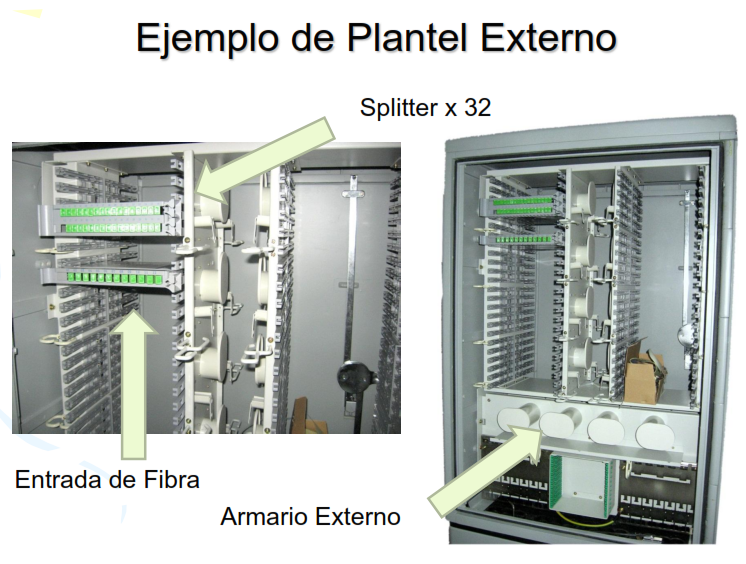 Ejemplo de Plantel Externo
Splitter x 32
Entrada de Fibra
Armario Externo